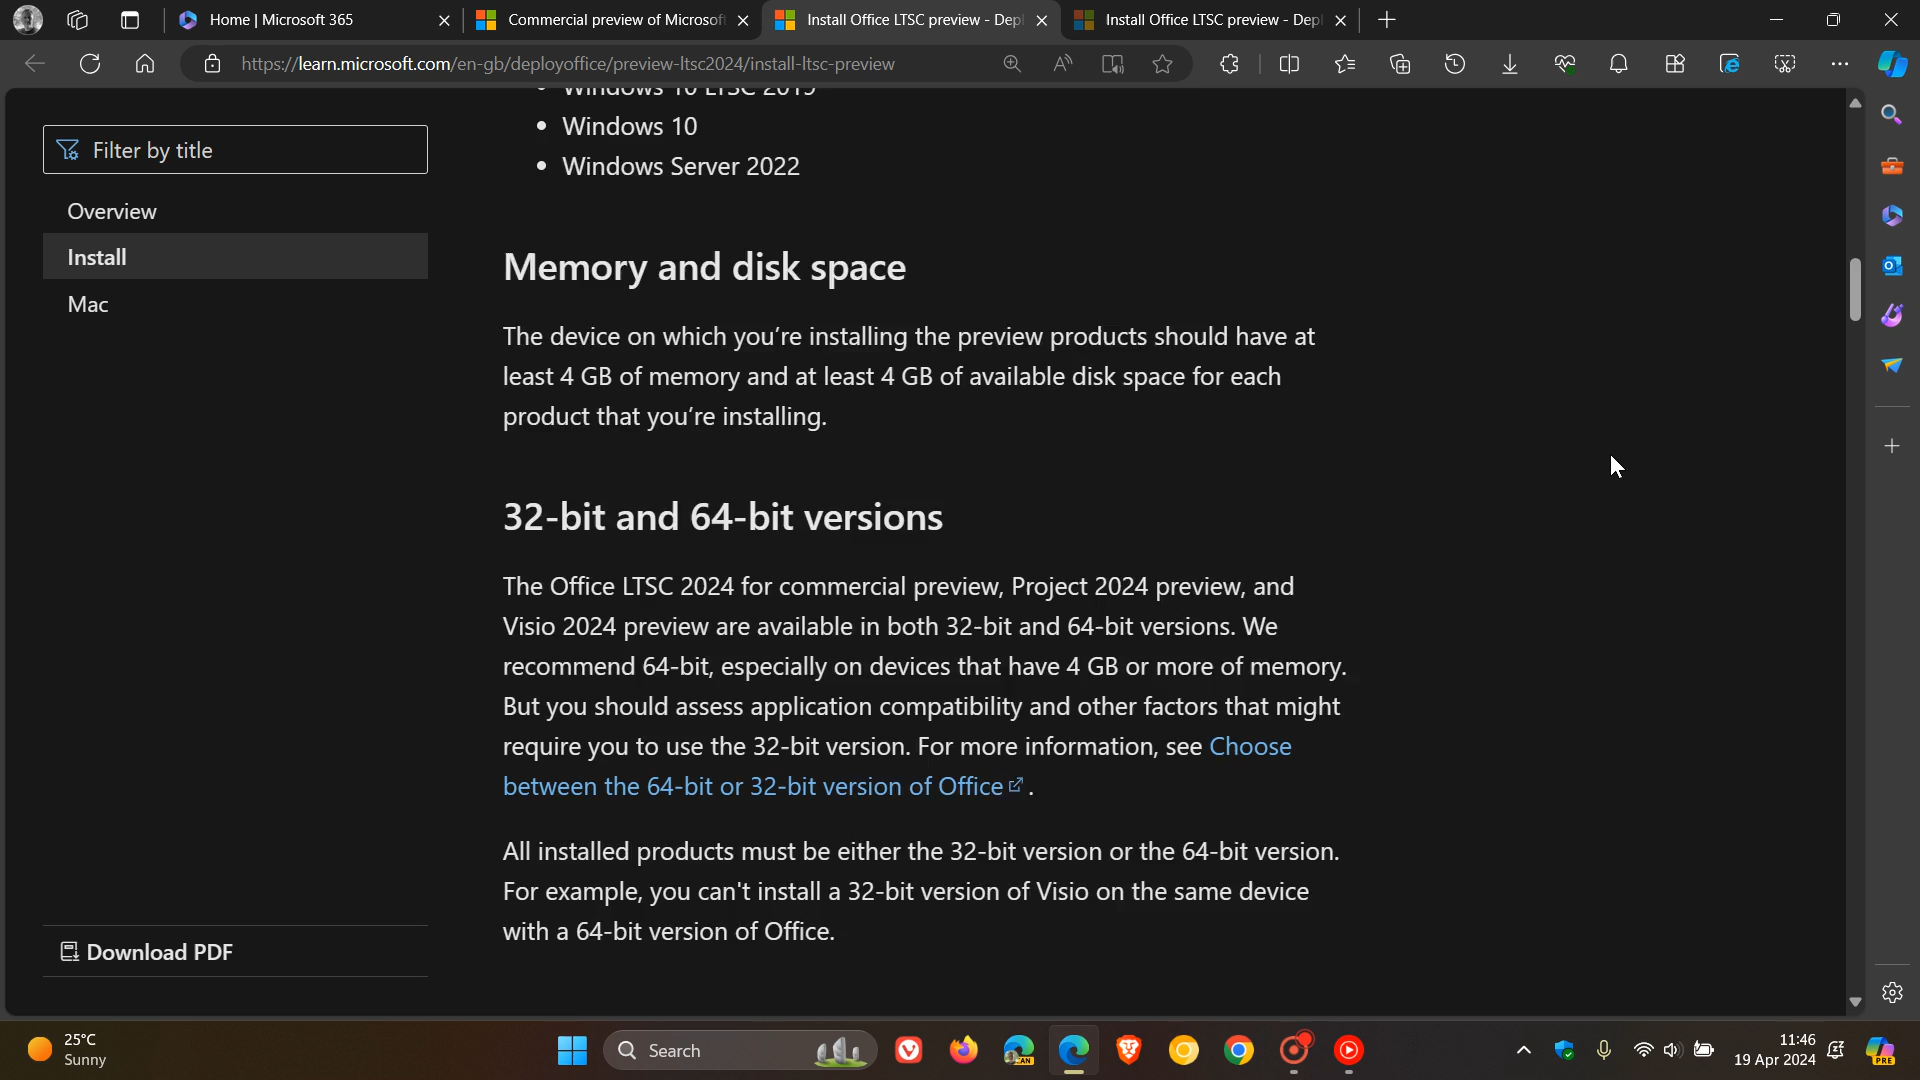 Home | Microsoft 365
Commercial preview of Microsof
Install Office LTSC preview - Depl
Install Office LTSC preview - Depl
https://learn.microsoft.com/en-gb/deployoffice/preview-ltsc2024/install-ltsc-preview
Filter by title
Overview
Install
Mac
Download PDF
Windows 10 LTSC 2019
Windows 10
Windows Server 2022
Memory and disk space
The device on which you’re installing the preview products should have at
least 4 GB of memory and at least 4 GB of available disk space for each
product that you’re installing.
32-bit and 64-bit versions
The Office LTSC 2024 for commercial preview, Project 2024 preview, and
Visio 2024 preview are available in both 32-bit and 64-bit versions. We
recommend 64-bit, especially on devices that have 4 GB or more of memory.
But you should assess application compatibility and other factors that might
require you to use the 32-bit version. For more information, see Choose
between the 64-bit or 32-bit version of Office .
All installed products must be either the 32-bit version or the 64-bit version.
For example, you can't install a 32-bit version of Visio on the same device
with a 64-bit version of Office.
25°C
Sunny
Search
CAN
11:46
19 Apr 2024
PRE